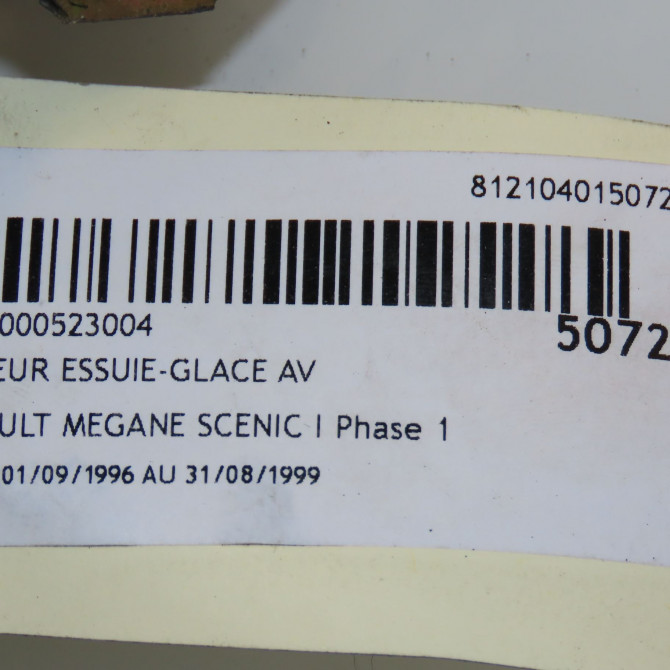 812104015072
000523004
5072
EUR ESSUIE-GLACE AV
ULT MEGANE SCENIC I Phase 1
01/09/1996 AU 31/08/1999